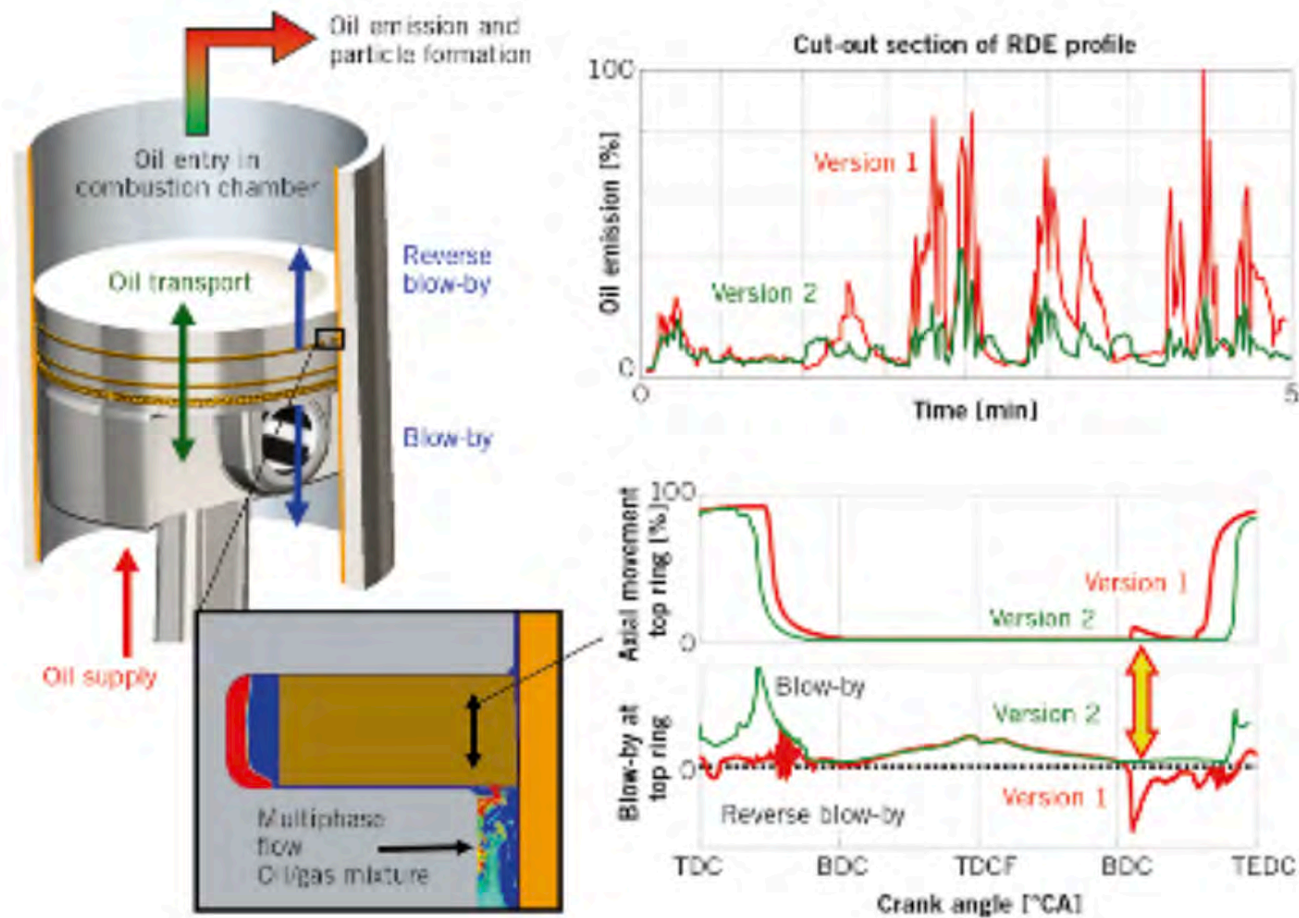 Oil emission and
particle formation
Oil entry in
combustion chamber
Oil transport
Reverse
blow-by
Blow-by
Oil supply
Multiphase
flow
Oil/gas mixture
Cut-out section of RDE profile
Oil emission [%]
100
0
Version 1
Version 2
0
5
Time [min]
Axial movement
top ring [%]
100
0
Version 1
Version 2
Blow-by at
top ring
0
Blow-by
Version 2
Version 1
Reverse blow-by
TDC
BDC
TDCF
BDC
TEDC
Crank angle [°CA]